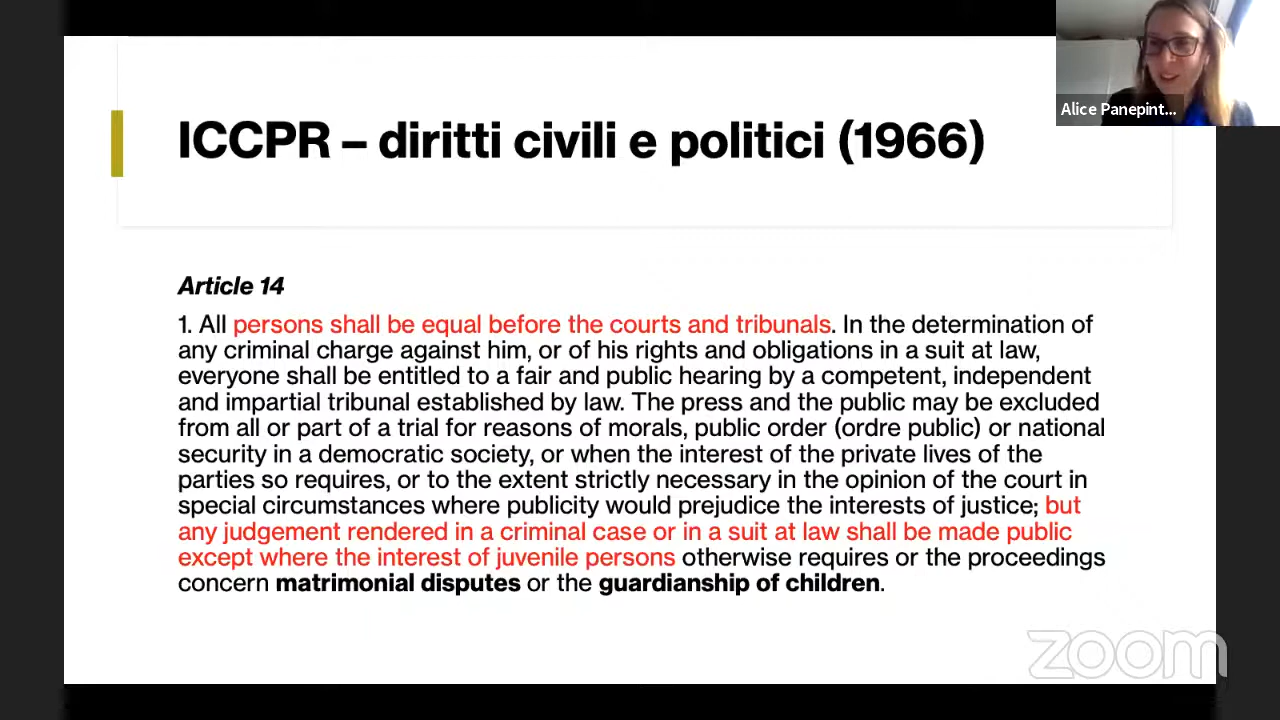 Alice Panepint...
ICCPR – diritti civili e politici (1966)
Article 14
1. All persons shall be equal before the courts and tribunals. In the determination of
any criminal charge against him, or of his rights and obligations in a suit at law,
everyone shall be entitled to a fair and public hearing by a competent, independent
and impartial tribunal established by law. The press and the public may be excluded
from all or part of a trial for reasons of morals, public order (ordre public) or national
security in a democratic society, or when the interest of the private lives of the
parties so requires, or to the extent strictly necessary in the opinion of the court in
special circumstances where publicity would prejudice the interests of justice; but
any judgement rendered in a criminal case or in a suit at law shall be made public
except where the interest of juvenile persons otherwise requires or the proceedings
concern matrimonial disputes or the guardianship of children.
zoom